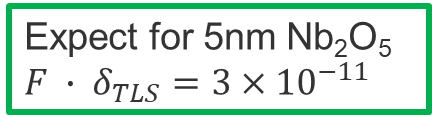 Expect for 5nm Nb₂O₅
F · δ_TLS = 3 × 10⁻¹¹